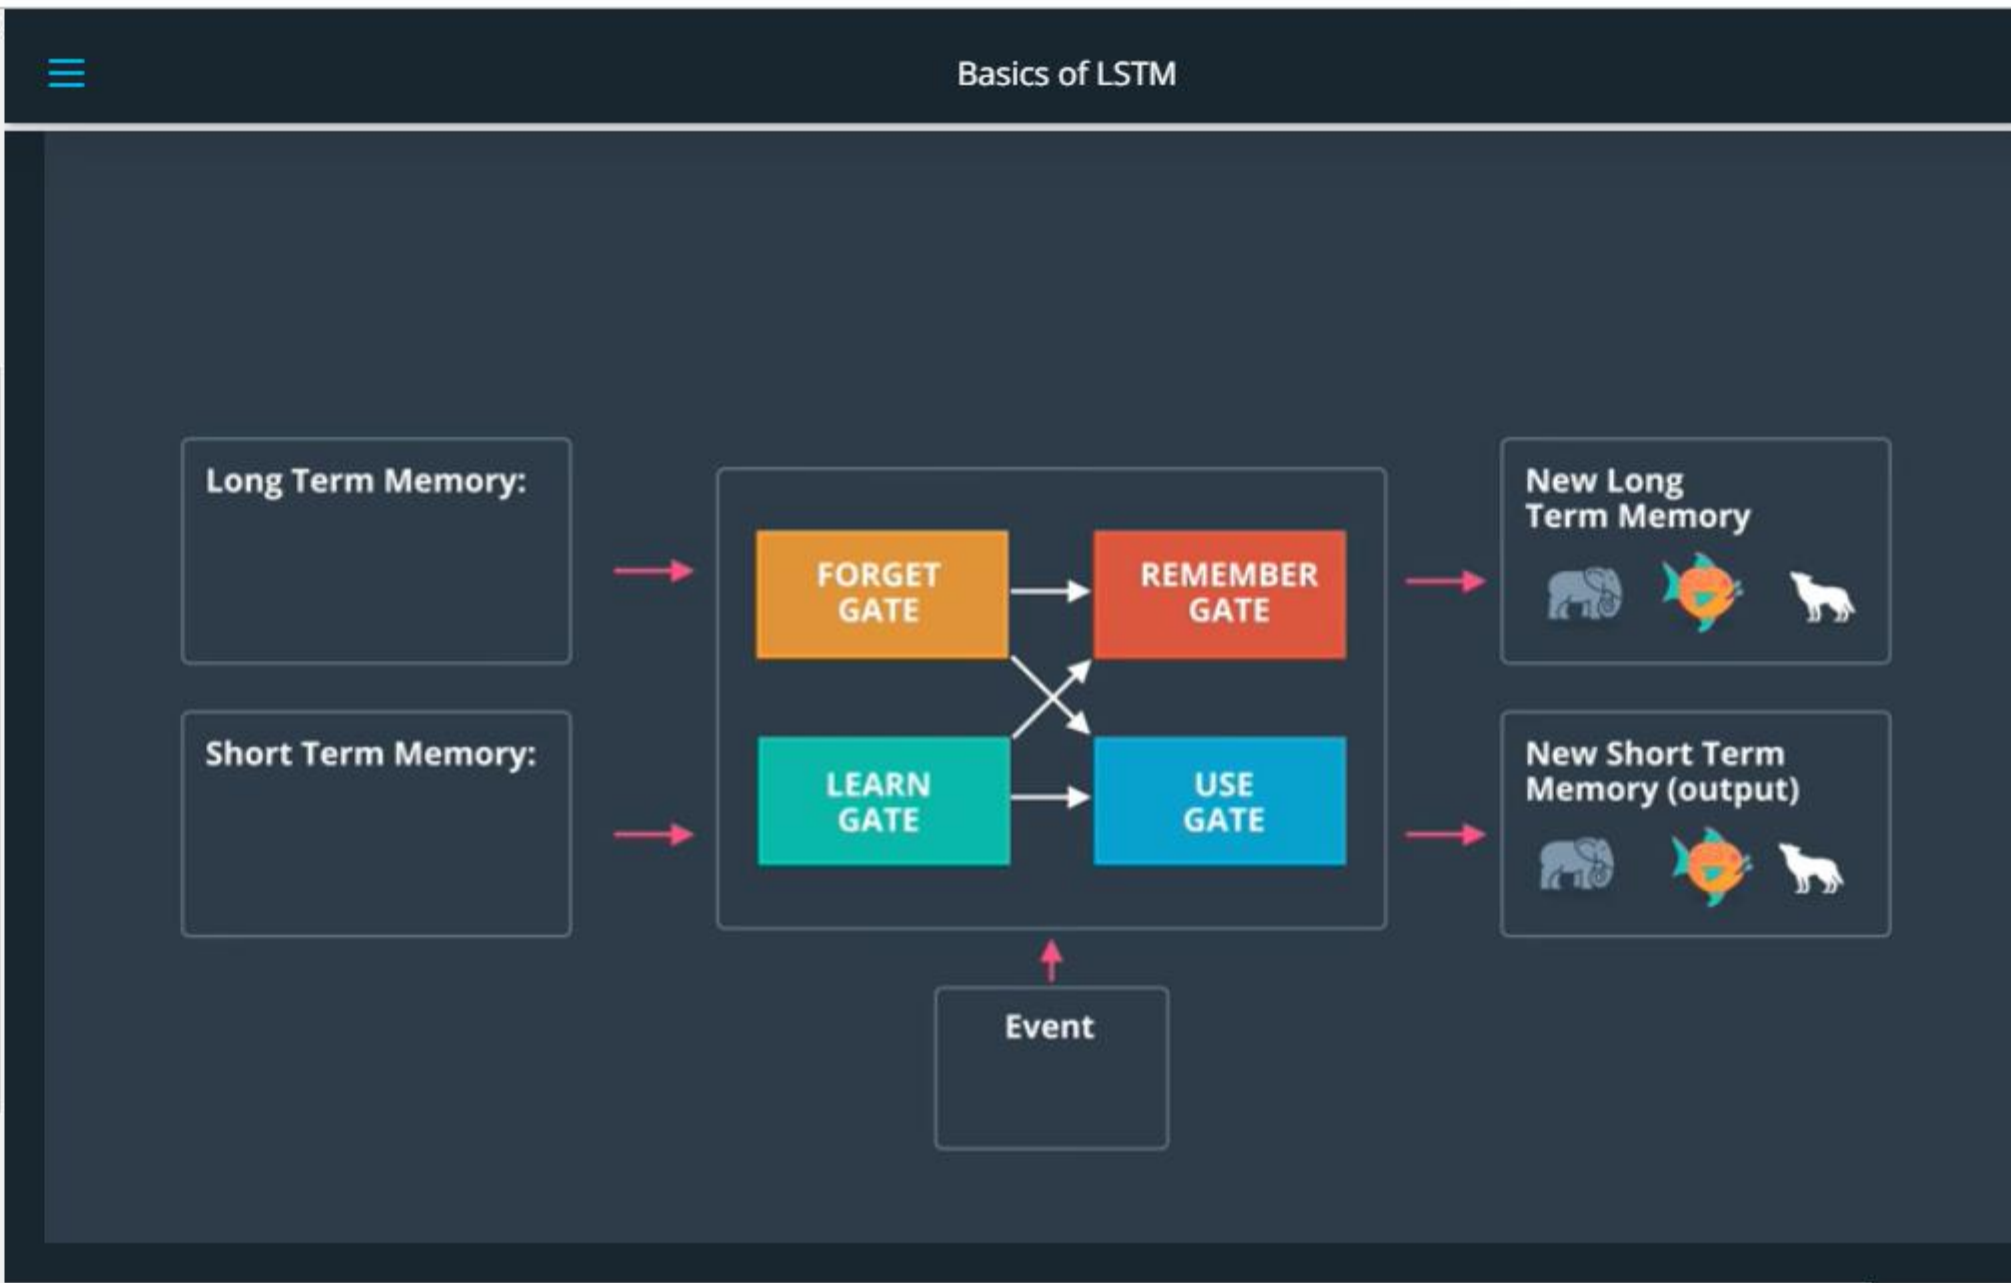 Basics of LSTM
Long Term Memory:
Short Term Memory:
FORGET
GATE
REMEMBER
GATE
LEARN
GATE
USE
GATE
New Long
Term Memory
New Short Term
Memory (output)
Event